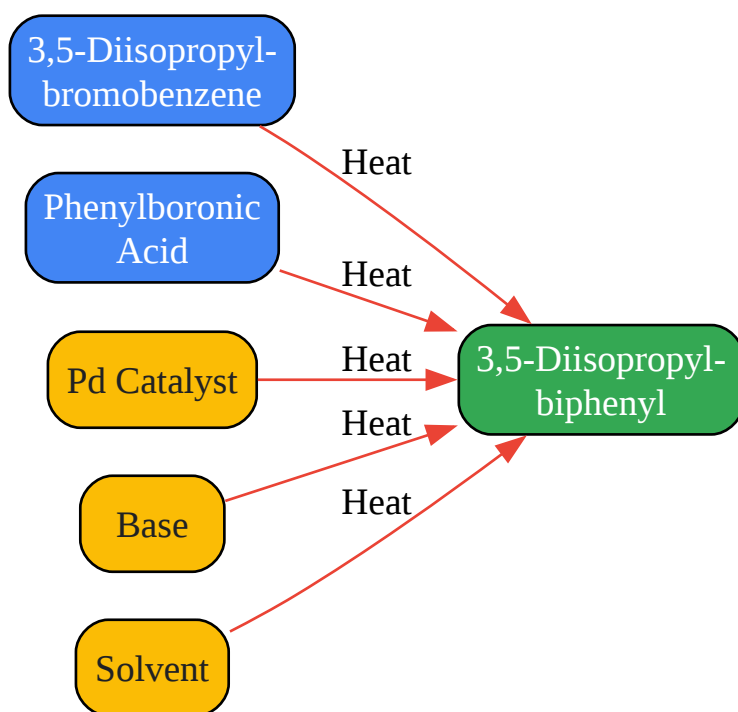 3,5-Diisopropyl-
bromobenzene
Heat
Phenylboronic
Acid
Heat
Pd Catalyst
Heat
3,5-Diisopropyl-
biphenyl
Heat
Base
Heat
Solvent